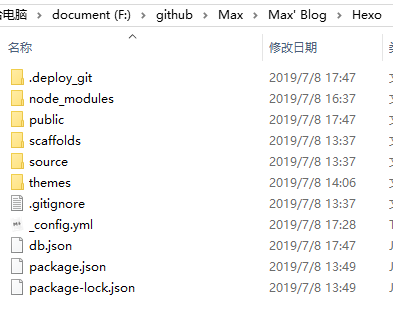 电脑 > document (F:) > github > Max > Max' Blog > Hexo
名称 修改日期
.deploy_git 2019/7/8 17:47
node_modules 2019/7/8 16:37
public 2019/7/8 17:47
scaffolds 2019/7/8 13:37
source 2019/7/8 13:37
themes 2019/7/8 14:06
.gitignore 2019/7/8 13:37
_config.yml 2019/7/8 17:28
db.json 2019/7/8 17:47
package.json 2019/7/8 13:49
package-lock.json 2019/7/8 13:49